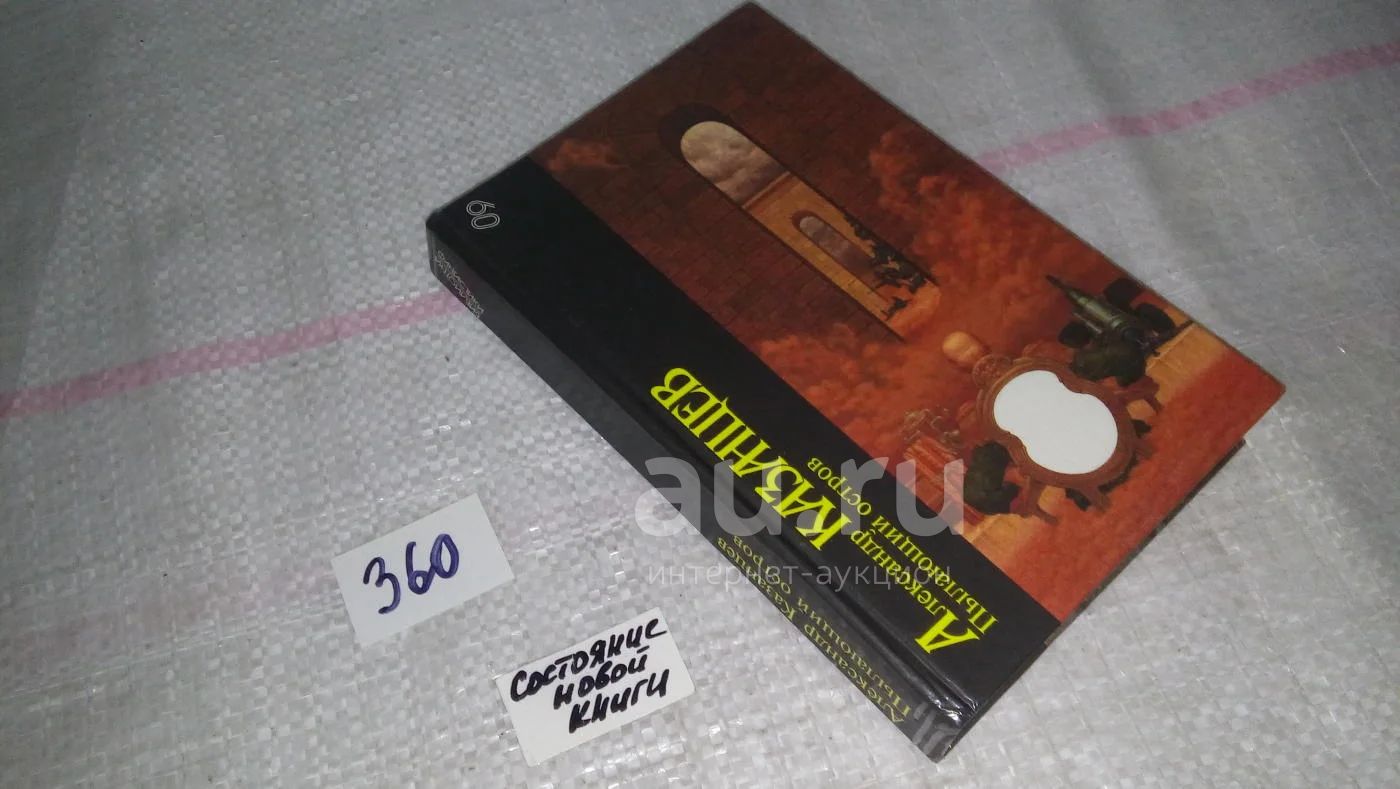 60
Александр КАЗАНЦЕВ
Пылающий остров
Александр Казанцев
Пылающий остров
360
Состояние
новой
книги
au.ru
интернет-аукцион